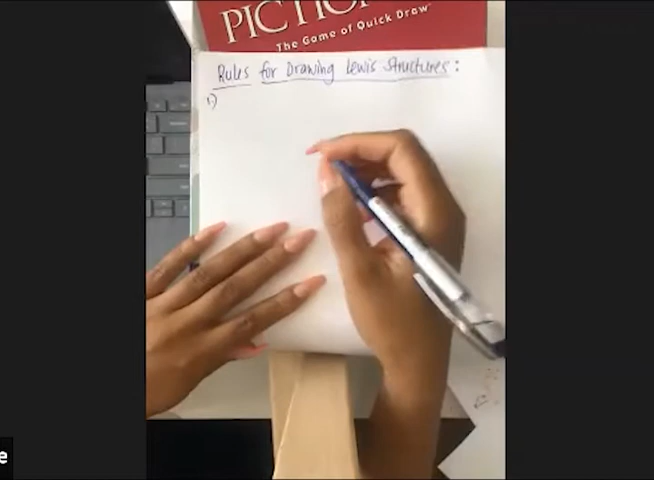 PICTION
The Game of Quick Draw
Rules for Drawing Lewis Structures:
1)
e